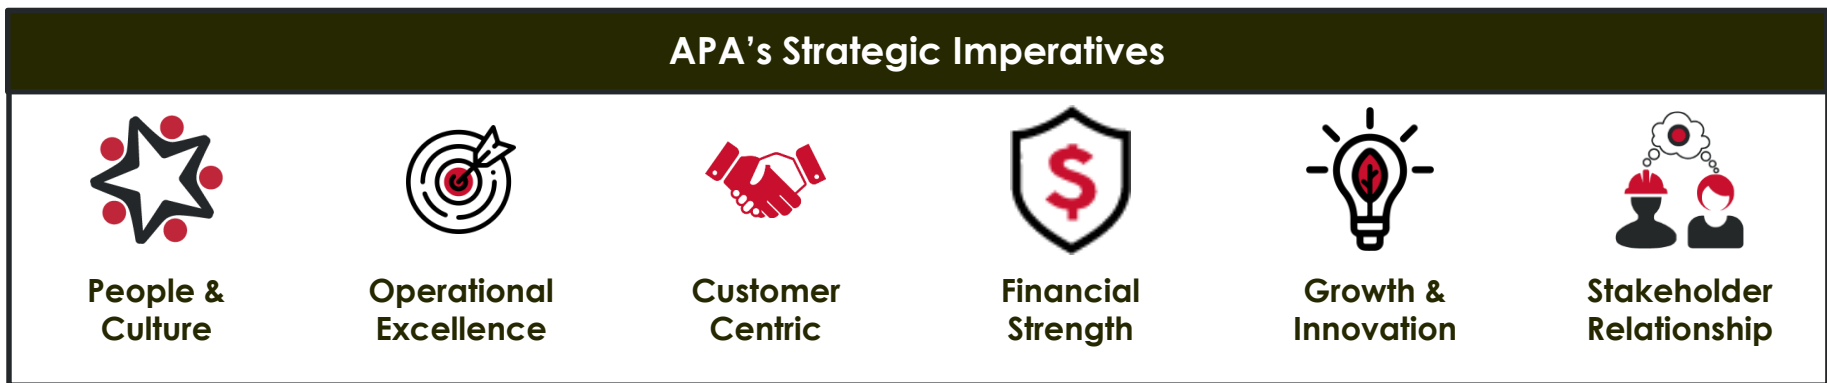 APA’s Strategic Imperatives
People &
Culture
Operational
Excellence
Customer
Centric
$
Financial
Strength
Growth &
Innovation
Stakeholder
Relationship